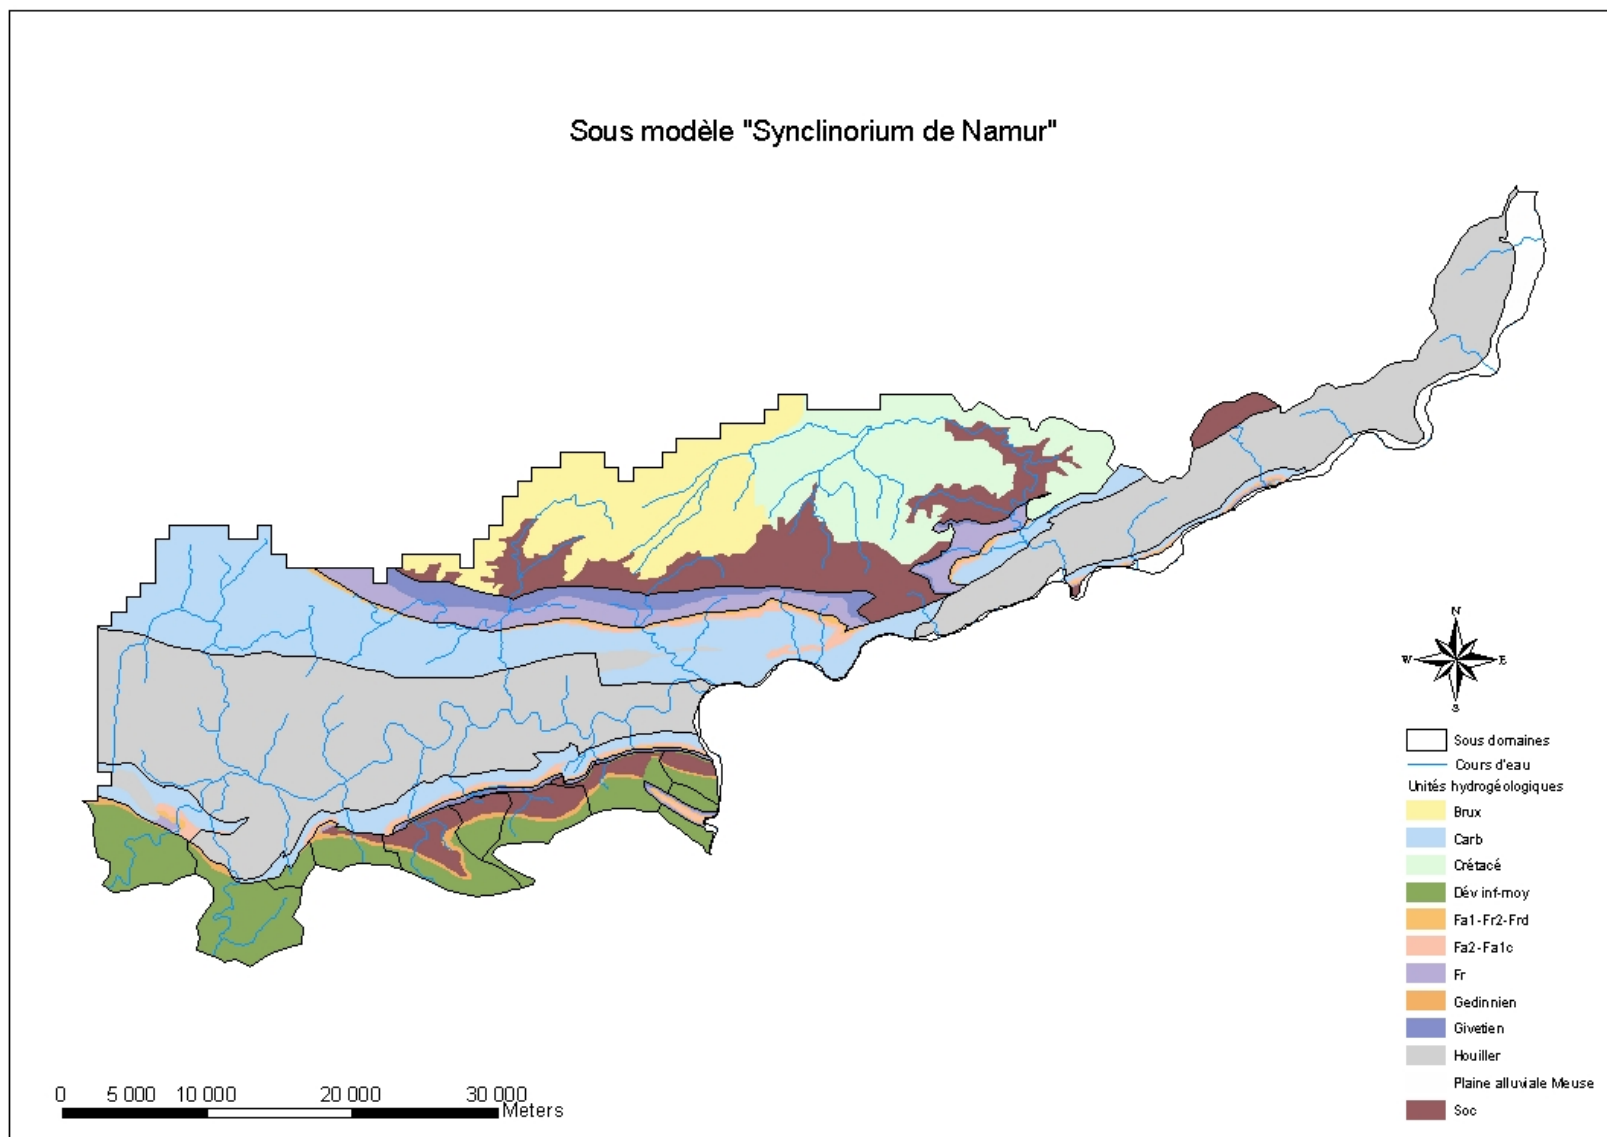 Sous modèle "Synclinorium de Namur"
N
W E
S
Sous domaines
Cours d'eau
Unités hydrogéologiques
Brux
Carb
Crétacé
Dév inf-moy
Fa1-Fr2-Frd
Fa2-Fa1c
Fr
Gedinnien
Givetien
Houiller
Plaine alluviale Meuse
Soc
0 5 000 10 000 20 000 30 000
Meters